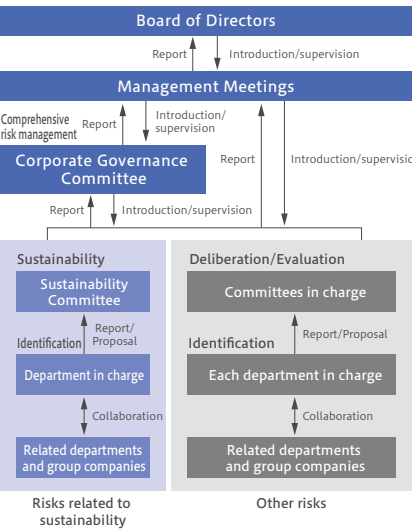 Board of Directors
Report
Introduction/supervision
Management Meetings
Comprehensive
risk management
Report
Introduction/
supervision
Corporate Governance
Committee
Report
Introduction/supervisio
Report
Introduction/supervision
Sustainability
Sustainability
Committee
Identification
Report/
Proposal
Department in charge
Collaboration
Related departments
and group companies
Risks related to
sustainability
Deliberation/Evaluation
Committees in charge
Identification
Report/Proposal
Each department in charge
Collaboration
Related departments
and group companies
Other risks